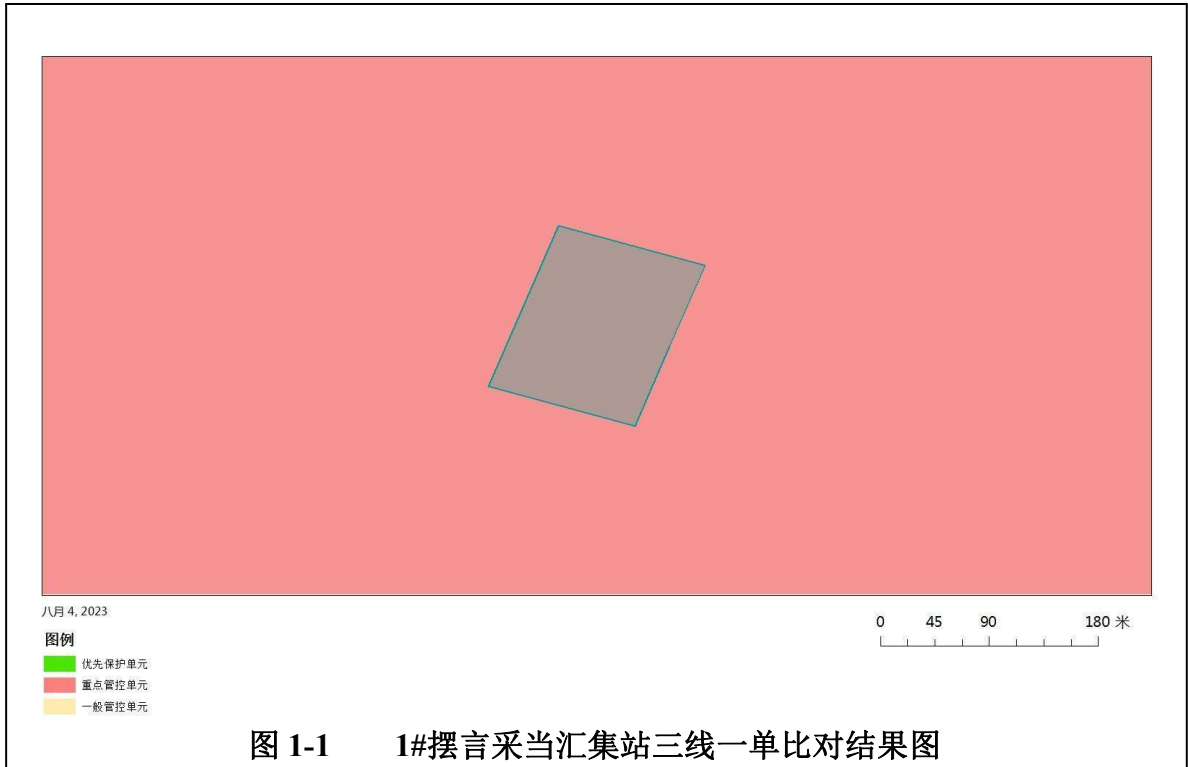 八月 4, 2023
0 45 90 180 米
图例
优先保护单元
重点管控单元
一般管控单元
图 1-1 1#摆言采当汇集站三线一单比对结果图